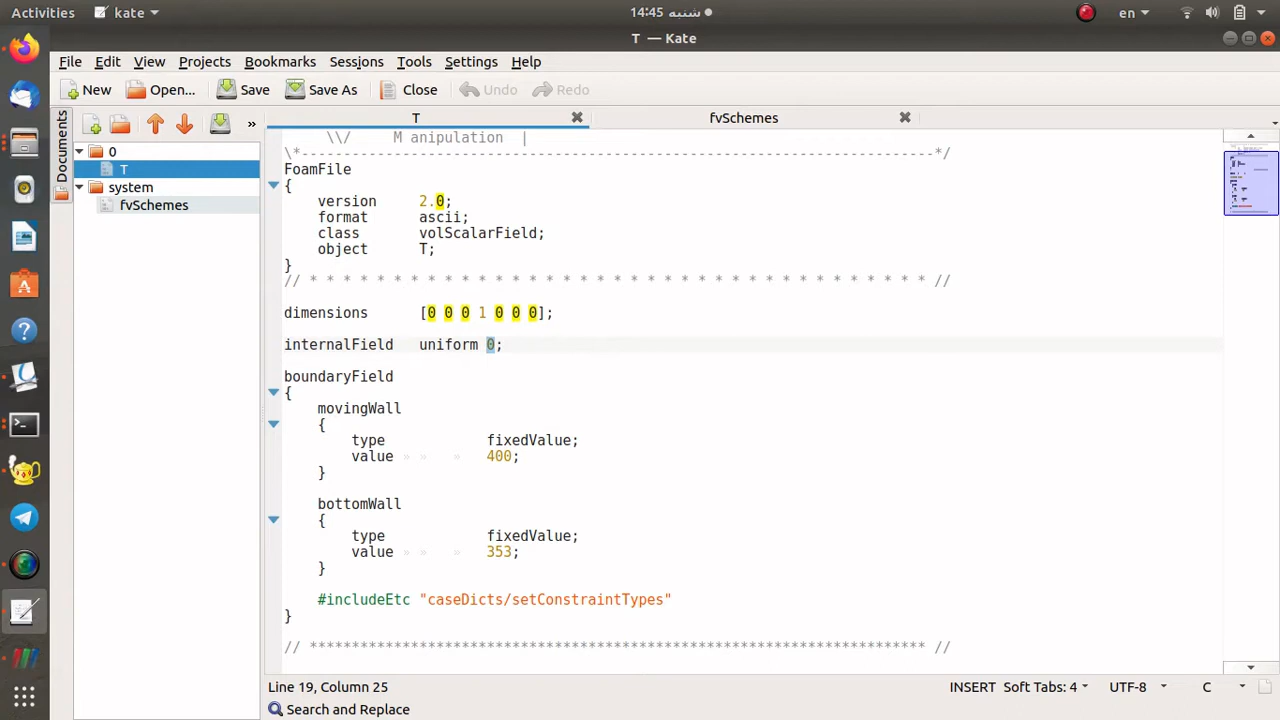 Activities kate 14:45 شنبه en
T — Kate
File Edit View Projects Bookmarks Sessions Tools Settings Help
New Open... Save Save As Close Undo Redo
Documents
»
T fvSchemes
0
T
system
fvSchemes
\\/ M anipulation |
\*---------------------------------------------------------------------------*/
FoamFile
{
version 2.0;
format ascii;
class volScalarField;
object T;
}
// * * * * * * * * * * * * * * * * * * * * * * * * * * * * * * * * * * * * * //
dimensions [0 0 0 1 0 0 0];
internalField uniform 0;
boundaryField
{
movingWall
{
type fixedValue;
value » » » 400;
}
bottomWall
{
type fixedValue;
value » » » 353;
}
#includeEtc "caseDicts/setConstraintTypes"
}
// ************************************************************************* //
Line 19, Column 25 INSERT Soft Tabs: 4 UTF-8 C
Search and Replace